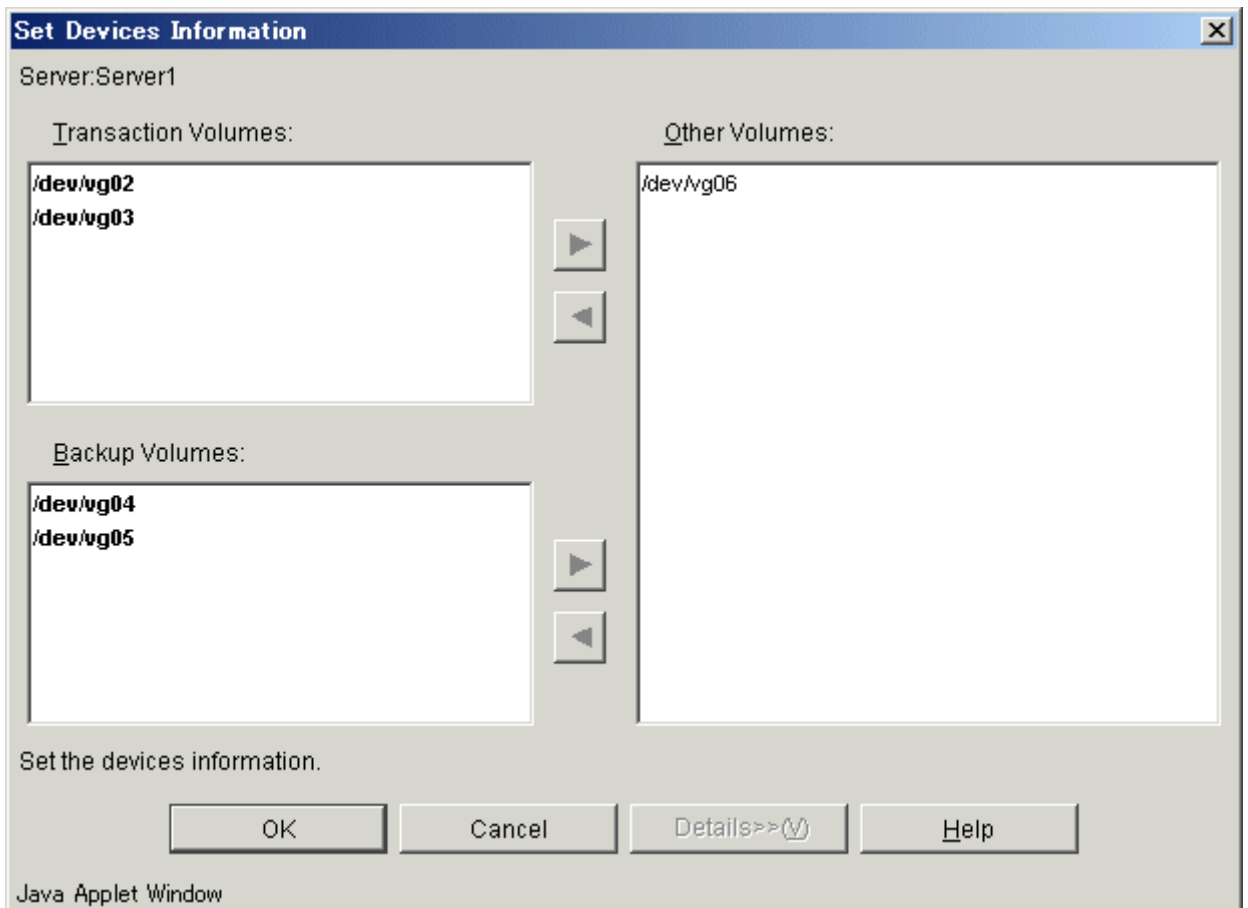 Set Devices Information
Server:Server1
Transaction Volumes:
/dev/vg02
/dev/vg03
Other Volumes:
/dev/vg06
Backup Volumes:
/dev/vg04
/dev/vg05
Set the devices information.
OK Cancel Details>>(V) Help
Java Applet Window